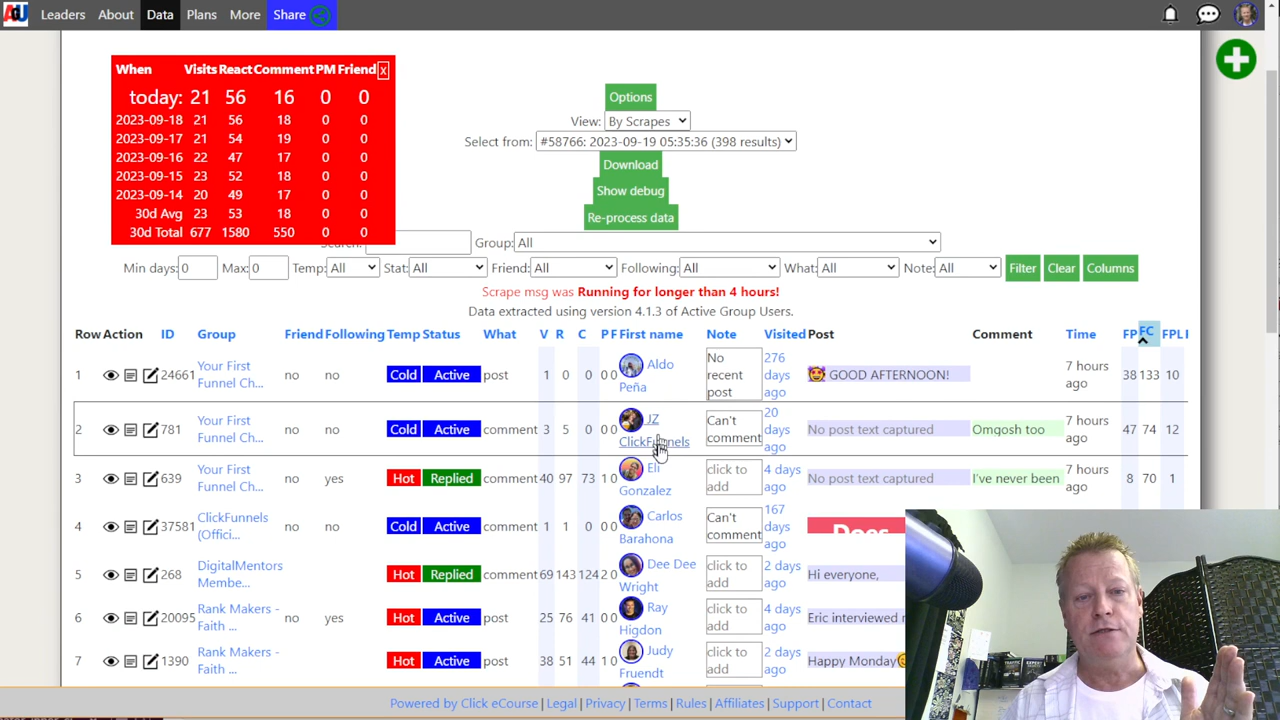 AGU Leaders About Data Plans More Share
When Visits React Comment PM Friend x
today: 21 56 16 0 0
2023-09-18 21 56 18 0 0
2023-09-17 21 54 19 0 0
2023-09-16 22 47 17 0 0
2023-09-15 23 52 18 0 0
2023-09-14 20 49 17 0 0
30d Avg 23 53 18 0 0
30d Total 677 1580 550 0 0
Options
View: By Scrapes
Select from: #58766: 2023-09-19 05:35:36 (398 results)
Download
Show debug
Re-process data
Search: Group: All
Min days: 0 Max: 0 Temp: All Stat: All Friend: All Following: All What: All Note: All Filter Clear Columns
Scrape msg was Running for longer than 4 hours!
Data extracted using version 4.1.3 of Active Group Users.
Row Action ID Group Friend Following Temp Status What V R C P F First name Note Visited Post Comment Time FP FC FPL
1 24661 Your First Funnel Ch... no no Cold Active post 1 0 0 0 0 Aldo Peña No recent post 276 days ago GOOD AFTERNOON! 7 hours ago 38 133 10
2 781 Your First Funnel Ch... no no Cold Active comment 3 5 0 0 0 JZ ClickFunnels Can't comment 20 days ago No post text captured Omgosh too 7 hours ago 47 74 12
3 639 Your First Funnel Ch... no yes Hot Replied comment 40 97 73 1 0 Eli Gonzalez click to add 4 days ago No post text captured I've never been 7 hours ago 8 70 1
4 37581 ClickFunnels (Offici... no no Cold Active comment 1 1 0 0 0 Carlos Barahona Can't comment 167 days ago Does
5 268 DigitalMentors Membe... Hot Replied comment 69 143 124 2 0 Dee Dee Wright click to add 2 days ago Hi everyone,
6 20095 Rank Makers - Faith ... no yes Hot Active post 25 76 41 0 0 Ray Higdon click to add 4 days ago Eric interviewed
7 1390 Rank Makers - Faith ... Hot Active post 38 51 44 1 0 Judy Fruendt click to add 2 days ago Happy Monday
Powered by Click eCourse | Legal | Privacy | Terms | Rules | Affiliates | Support | Contact